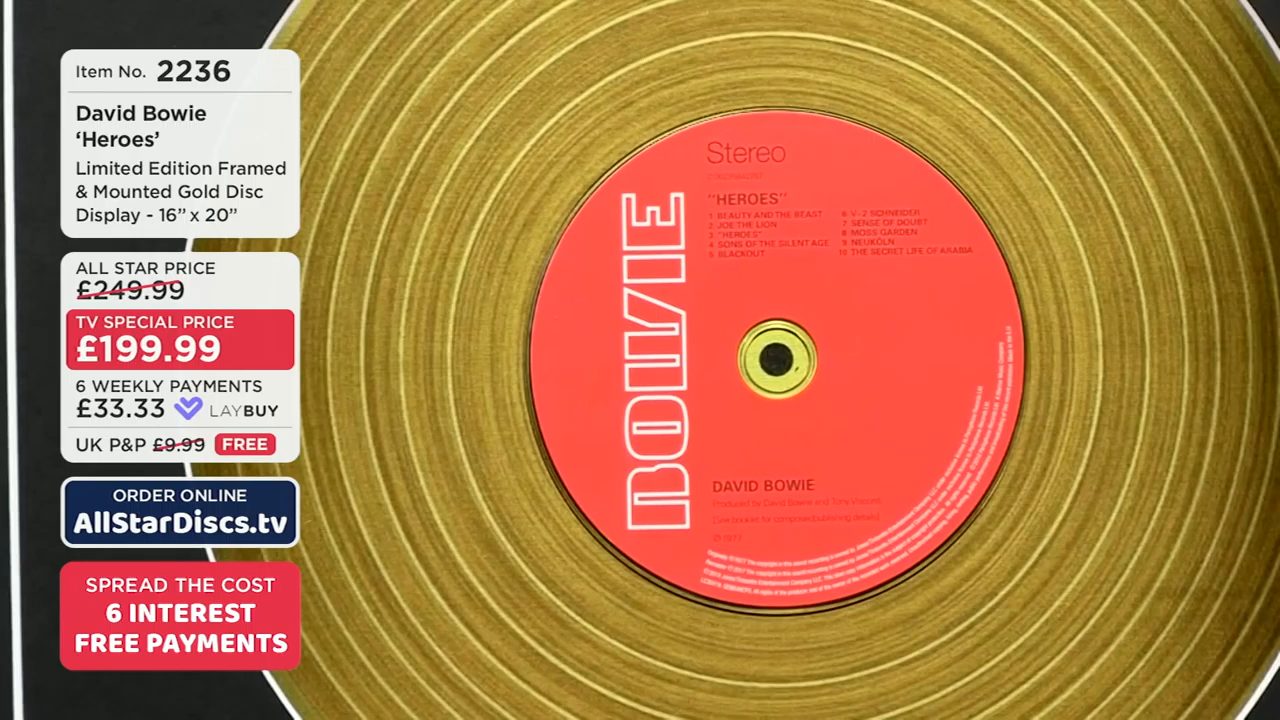 Item No. 2236
David Bowie
‘Heroes’
Limited Edition Framed
& Mounted Gold Disc
Display - 16” x 20”
ALL STAR PRICE
£249.99
TV SPECIAL PRICE
£199.99
6 WEEKLY PAYMENTS
£33.33 LAYBUY
UK P&P £9.99 FREE
ORDER ONLINE
AllStarDiscs.tv
SPREAD THE COST
6 INTEREST
FREE PAYMENTS
BOWIE
Stereo
"HEROES"
1 BEAUTY AND THE BEAST
2 JOE THE LION
3 "HEROES"
4 SONS OF THE SILENT AGE
5 BLACKOUT
6 V-2 SCHNEIDER
7 SENSE OF DOUBT
8 MOSS GARDEN
9 NEUKÖLN
10 THE SECRET LIFE OF ARABIA
DAVID BOWIE
Produced by David Bowie and Tony Visconti
(See booklet for composer/publishing details)
℗ 1977